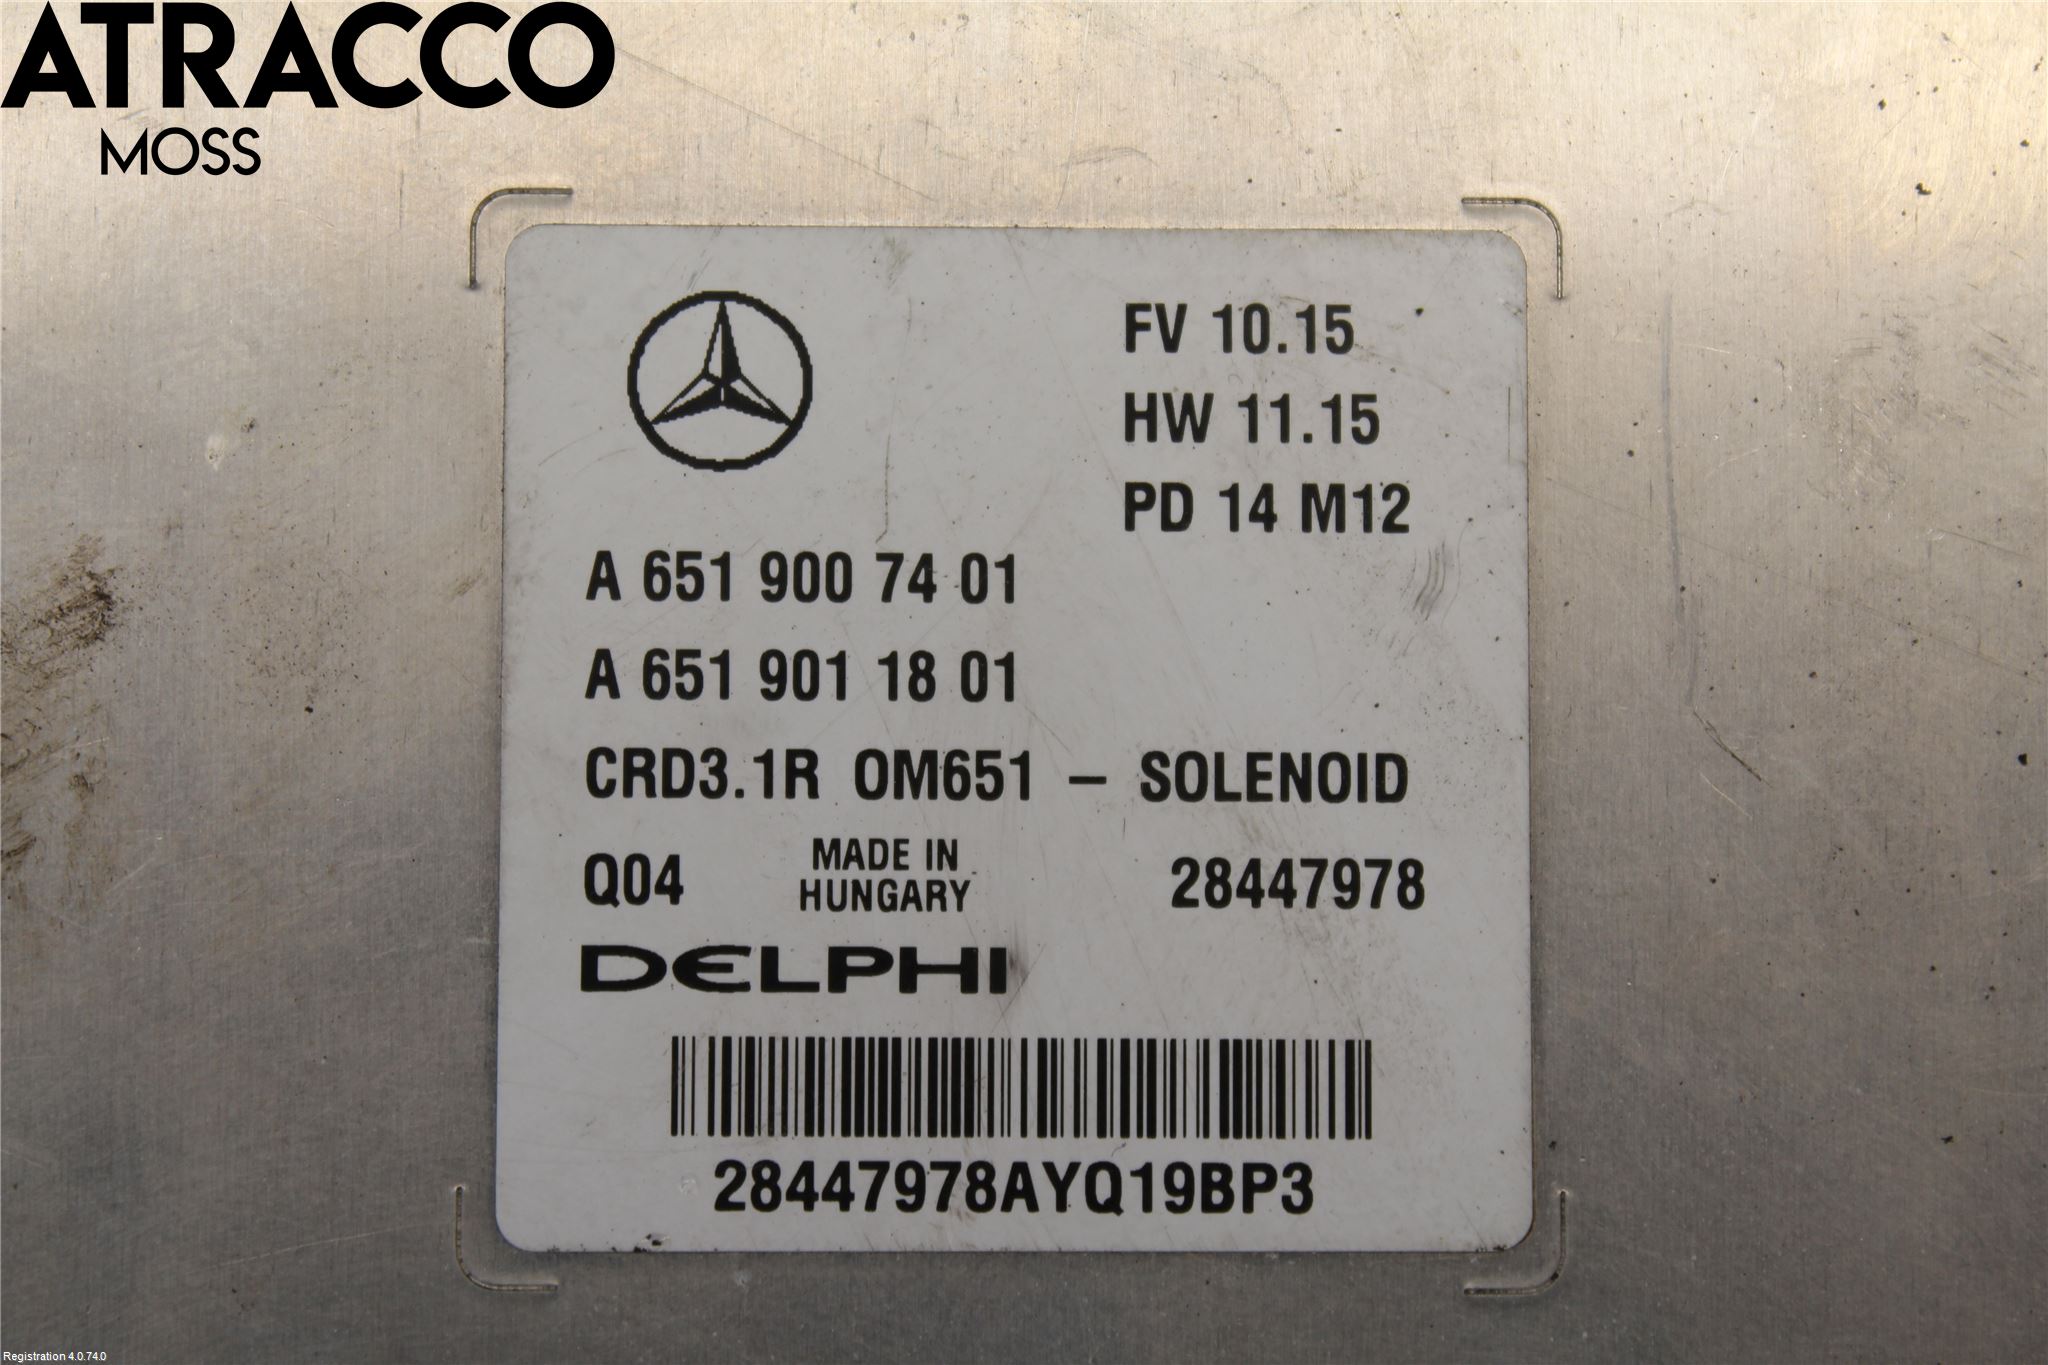 ATRACCO
MOSS
FV 10.15
HW 11.15
PD 14 M12
A 651 900 74 01
A 651 901 18 01
CRD3.1R OM651 – SOLENOID
Q04 MADE IN HUNGARY 28447978
DELPHI
28447978AYQ19BP3
Registration 4.0.74.0